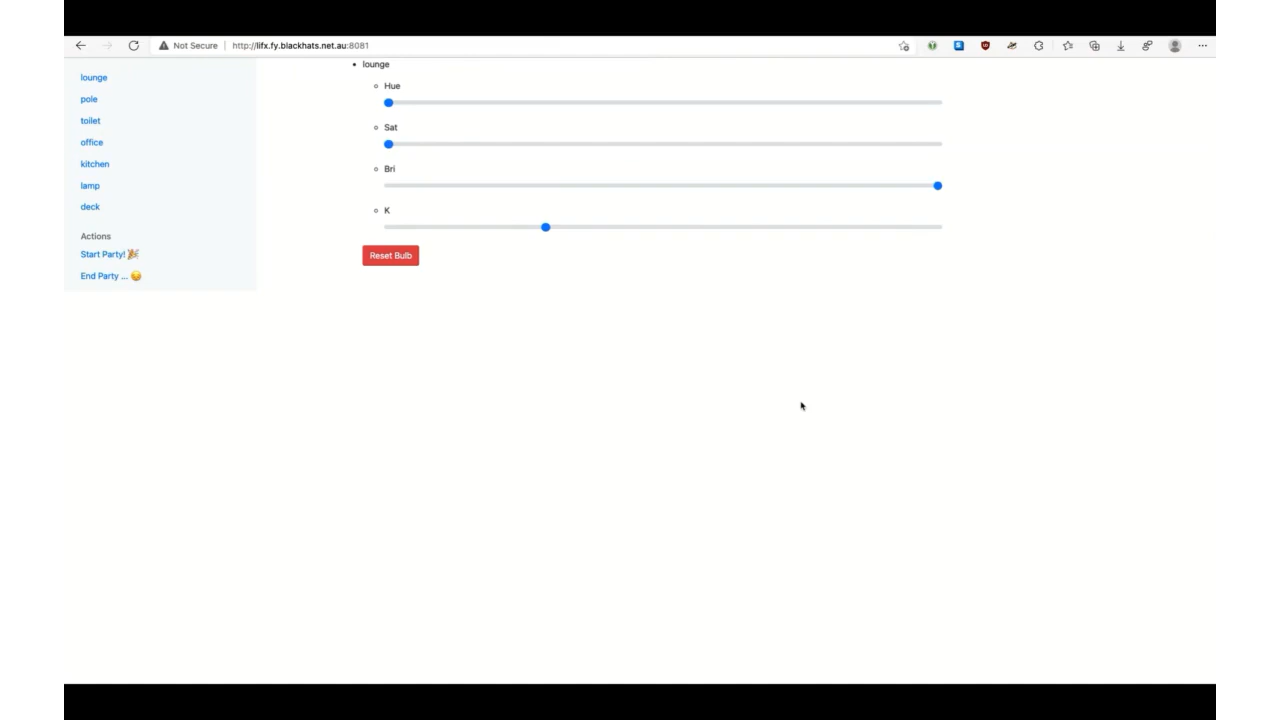 Not Secure | http://lifx.fy.blackhats.net.au:8081
lounge
pole
toilet
office
kitchen
lamp
deck
Actions
Start Party! 🎉
End Party ... 😞
lounge
Hue
Sat
Bri
K
Reset Bulb